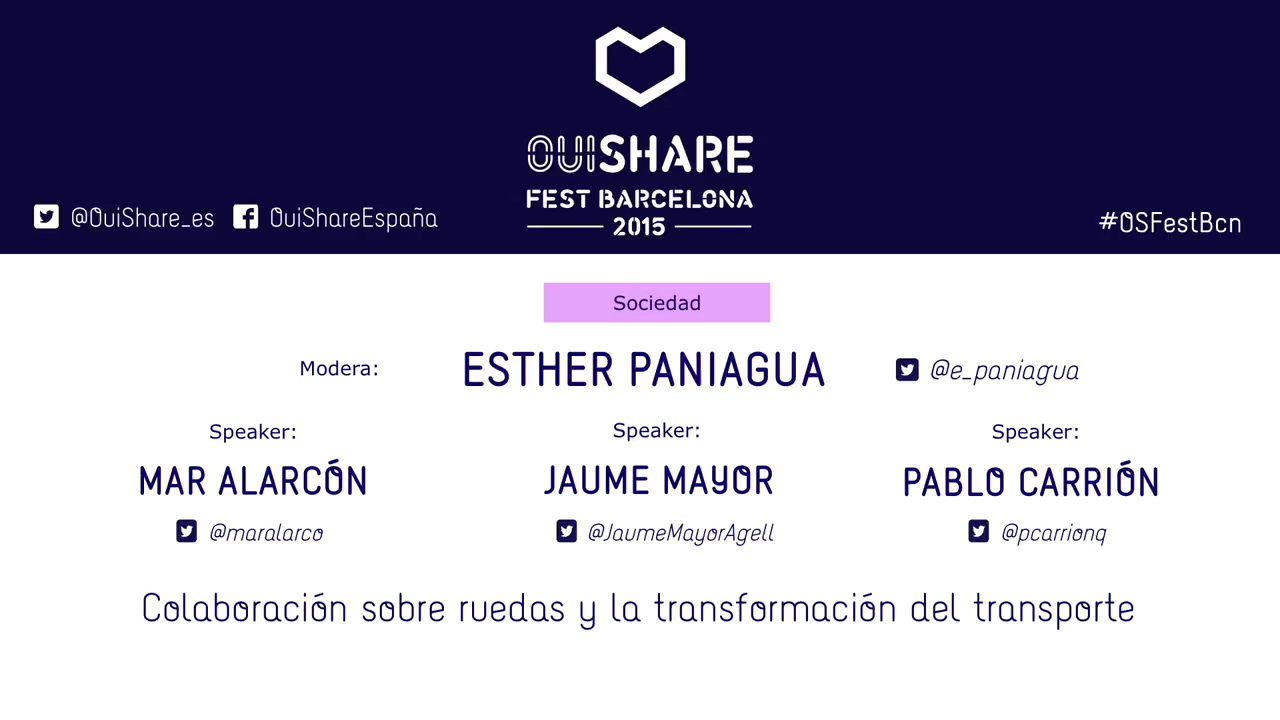 OUISHARE
FEST BARCELONA
2015
@OuiShare_es OuiShareEspaña
#OSFestBcn
Sociedad
Modera: ESTHER PANIAGUA @e_paniagua
Speaker: Speaker: Speaker:
MAR ALARCÓN JAUME MAYOR PABLO CARRIÓN
@maralarco @JaumeMayorAgell @pcarrionq
Colaboración sobre ruedas y la transformación del transporte